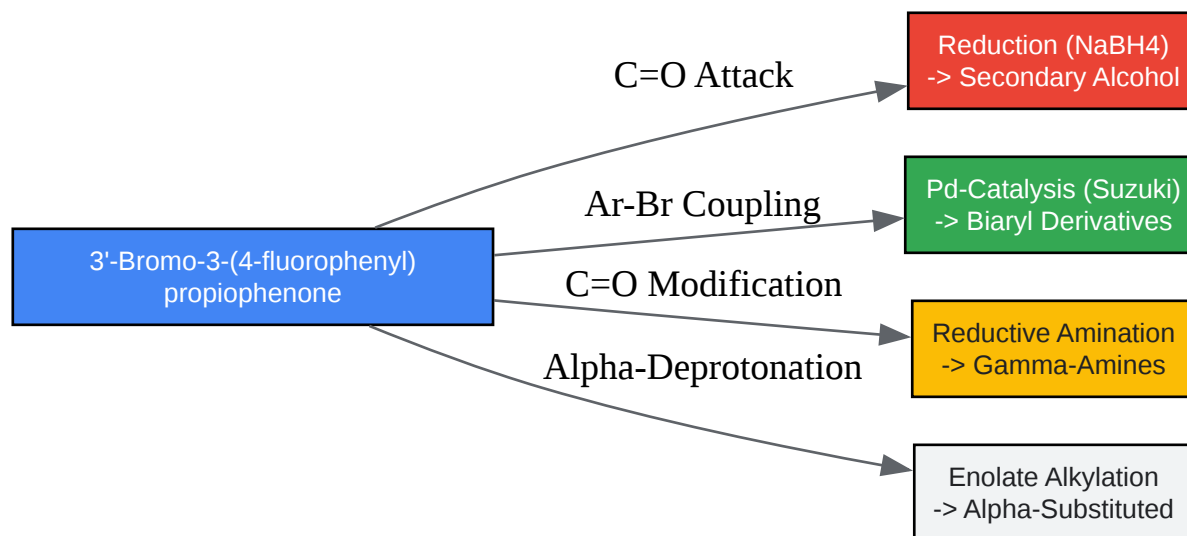 C=O Attack
Reduction (NaBH4)
-> Secondary Alcohol
Ar-Br Coupling
Pd-Catalysis (Suzuki)
-> Biaryl Derivatives
3'-Bromo-3-(4-fluorophenyl)
propiophenone
C=O Modification
Reductive Amination
-> Gamma-Amines
Alpha-Deprotonation
Enolate Alkylation
-> Alpha-Substituted